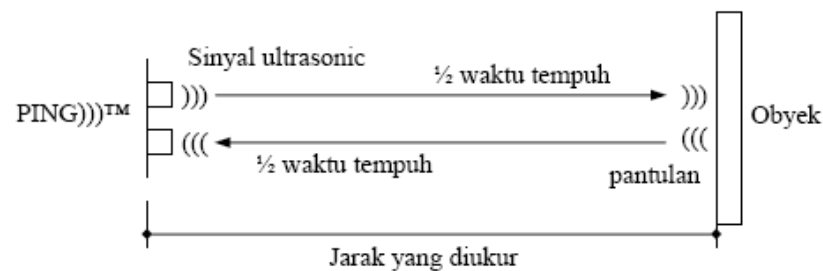 Sinyal ultrasonic
½ waktu tempuh
PING)))™
)))
)))
Obyek
(((
(((
½ waktu tempuh
pantulan
Jarak yang diukur